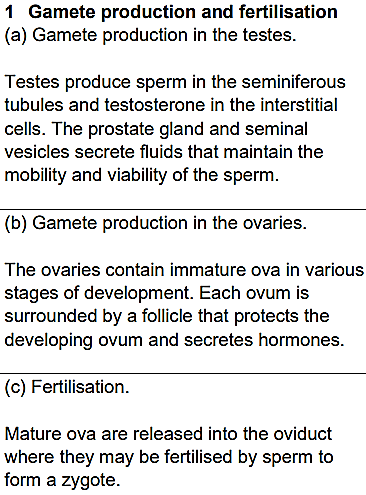 1 Gamete production and fertilisation
(a) Gamete production in the testes.
Testes produce sperm in the seminiferous
tubules and testosterone in the interstitial
cells. The prostate gland and seminal
vesicles secrete fluids that maintain the
mobility and viability of the sperm.
(b) Gamete production in the ovaries.
The ovaries contain immature ova in various
stages of development. Each ovum is
surrounded by a follicle that protects the
developing ovum and secretes hormones.
(c) Fertilisation.
Mature ova are released into the oviduct
where they may be fertilised by sperm to
form a zygote.